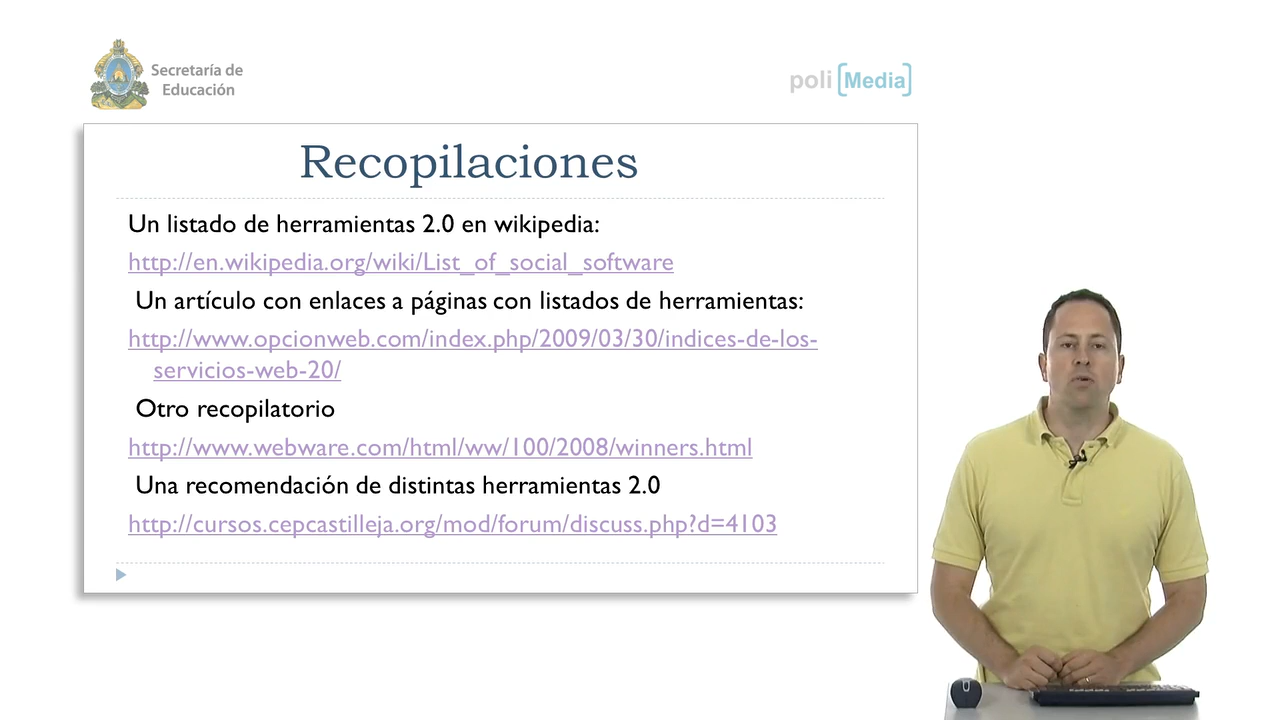 Secretaría de
Educación
poli [Media]
Recopilaciones
Un listado de herramientas 2.0 en wikipedia:
http://en.wikipedia.org/wiki/List_of_social_software
Un artículo con enlaces a páginas con listados de herramientas:
http://www.opcionweb.com/index.php/2009/03/30/indices-de-los-
servicios-web-20/
Otro recopilatorio
http://www.webware.com/html/ww/100/2008/winners.html
Una recomendación de distintas herramientas 2.0
http://cursos.cepcastilleja.org/mod/forum/discuss.php?d=4103